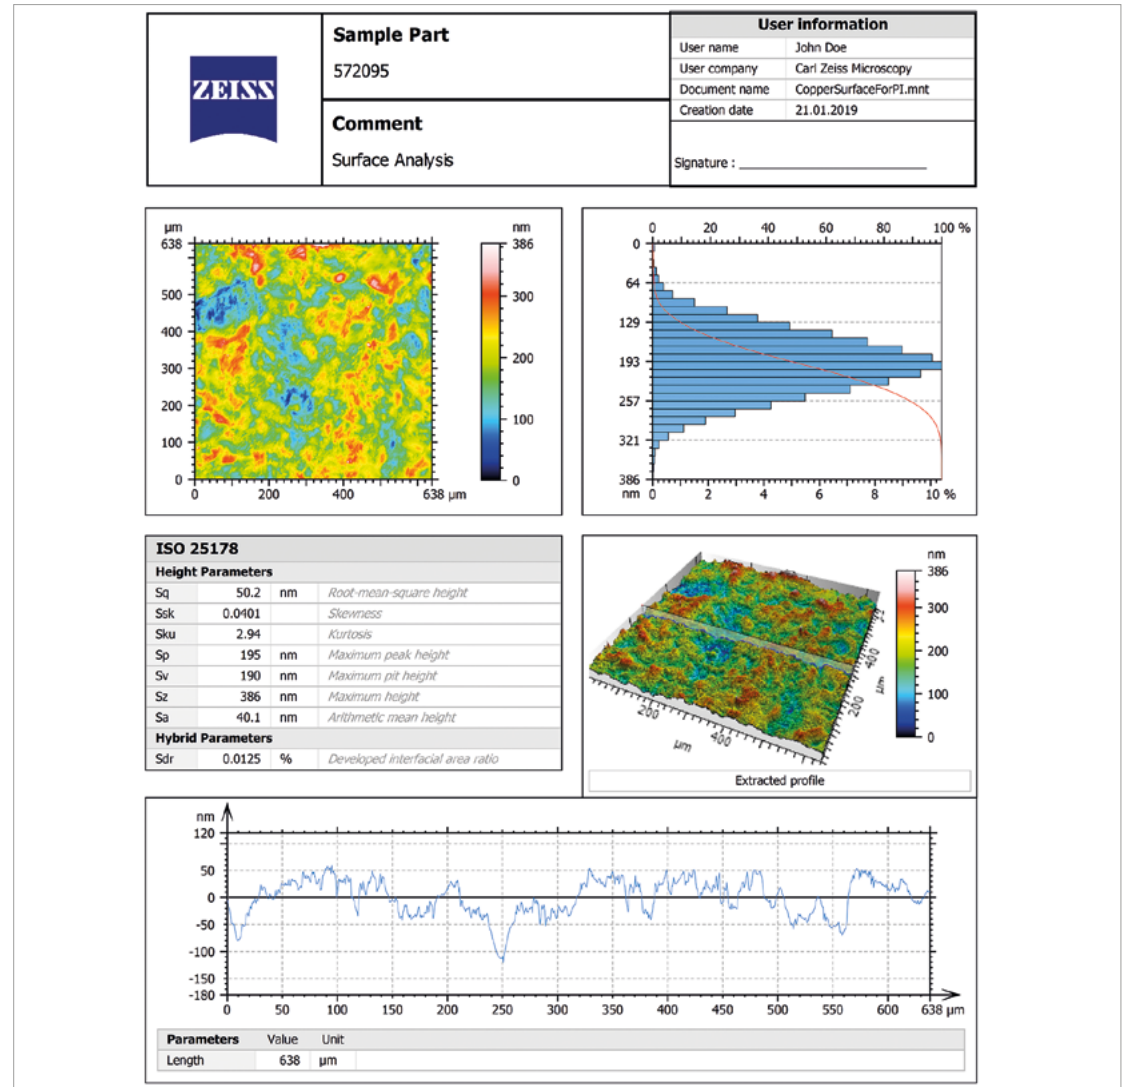 ZEISS
Sample Part
572095
Comment
Surface Analysis
User information
User name John Doe
User company Carl Zeiss Microscopy
Document name CopperSurfaceForPI.mnt
Creation date 21.01.2019
Signature :
µm nm
638 386
500
400
300
200
100
0
0 200 400 638 µm
300
200
100
0
0 20 40 60 80 100 %
0
64
129
193
257
321
386
nm 0 2 4 6 8 10 %
ISO 25178
Height Parameters
Sq 50.2 nm Root-mean-square height
Ssk 0.0401 Skewness
Sku 2.94 Kurtosis
Sp 195 nm Maximum peak height
Sv 190 nm Maximum pit height
Sz 386 nm Maximum height
Sa 40.1 nm Arithmetic mean height
Hybrid Parameters
Sdr 0.0125 % Developed interfacial area ratio
nm
386
300
200
100
0
200
400
µm
200
400
µm
Extracted profile
nm
120
50
0
-50
-100
-150
-180
0 50 100 150 200 250 300 350 400 450 500 550 600 638 µm
Parameters Value Unit
Length 638 µm